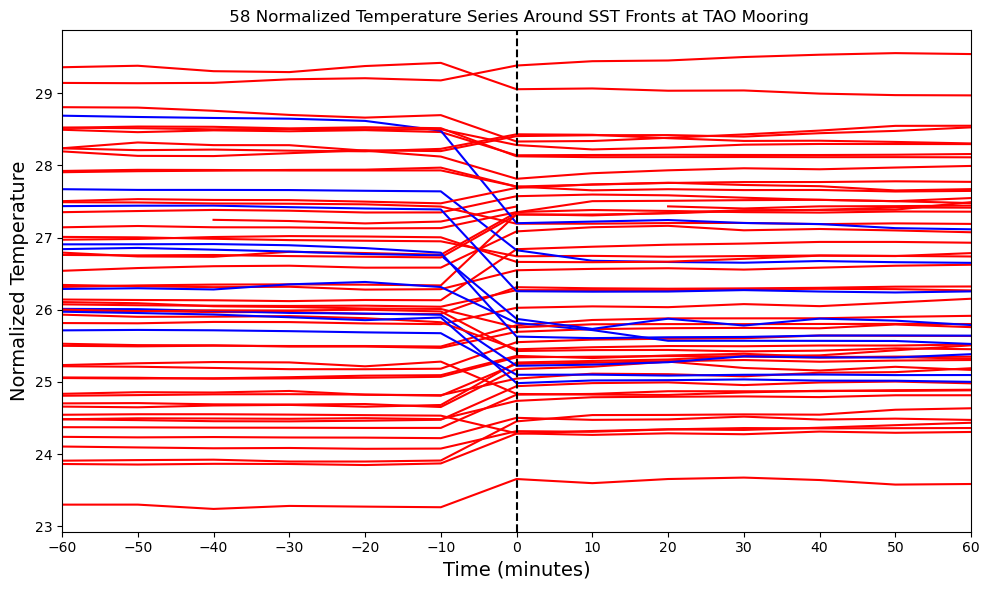 58 Normalized Temperature Series Around SST Fronts at TAO Mooring
Normalized Temperature
29
28
27
26
25
24
23
−60 −50 −40 −30 −20 −10 0 10 20 30 40 50 60
Time (minutes)